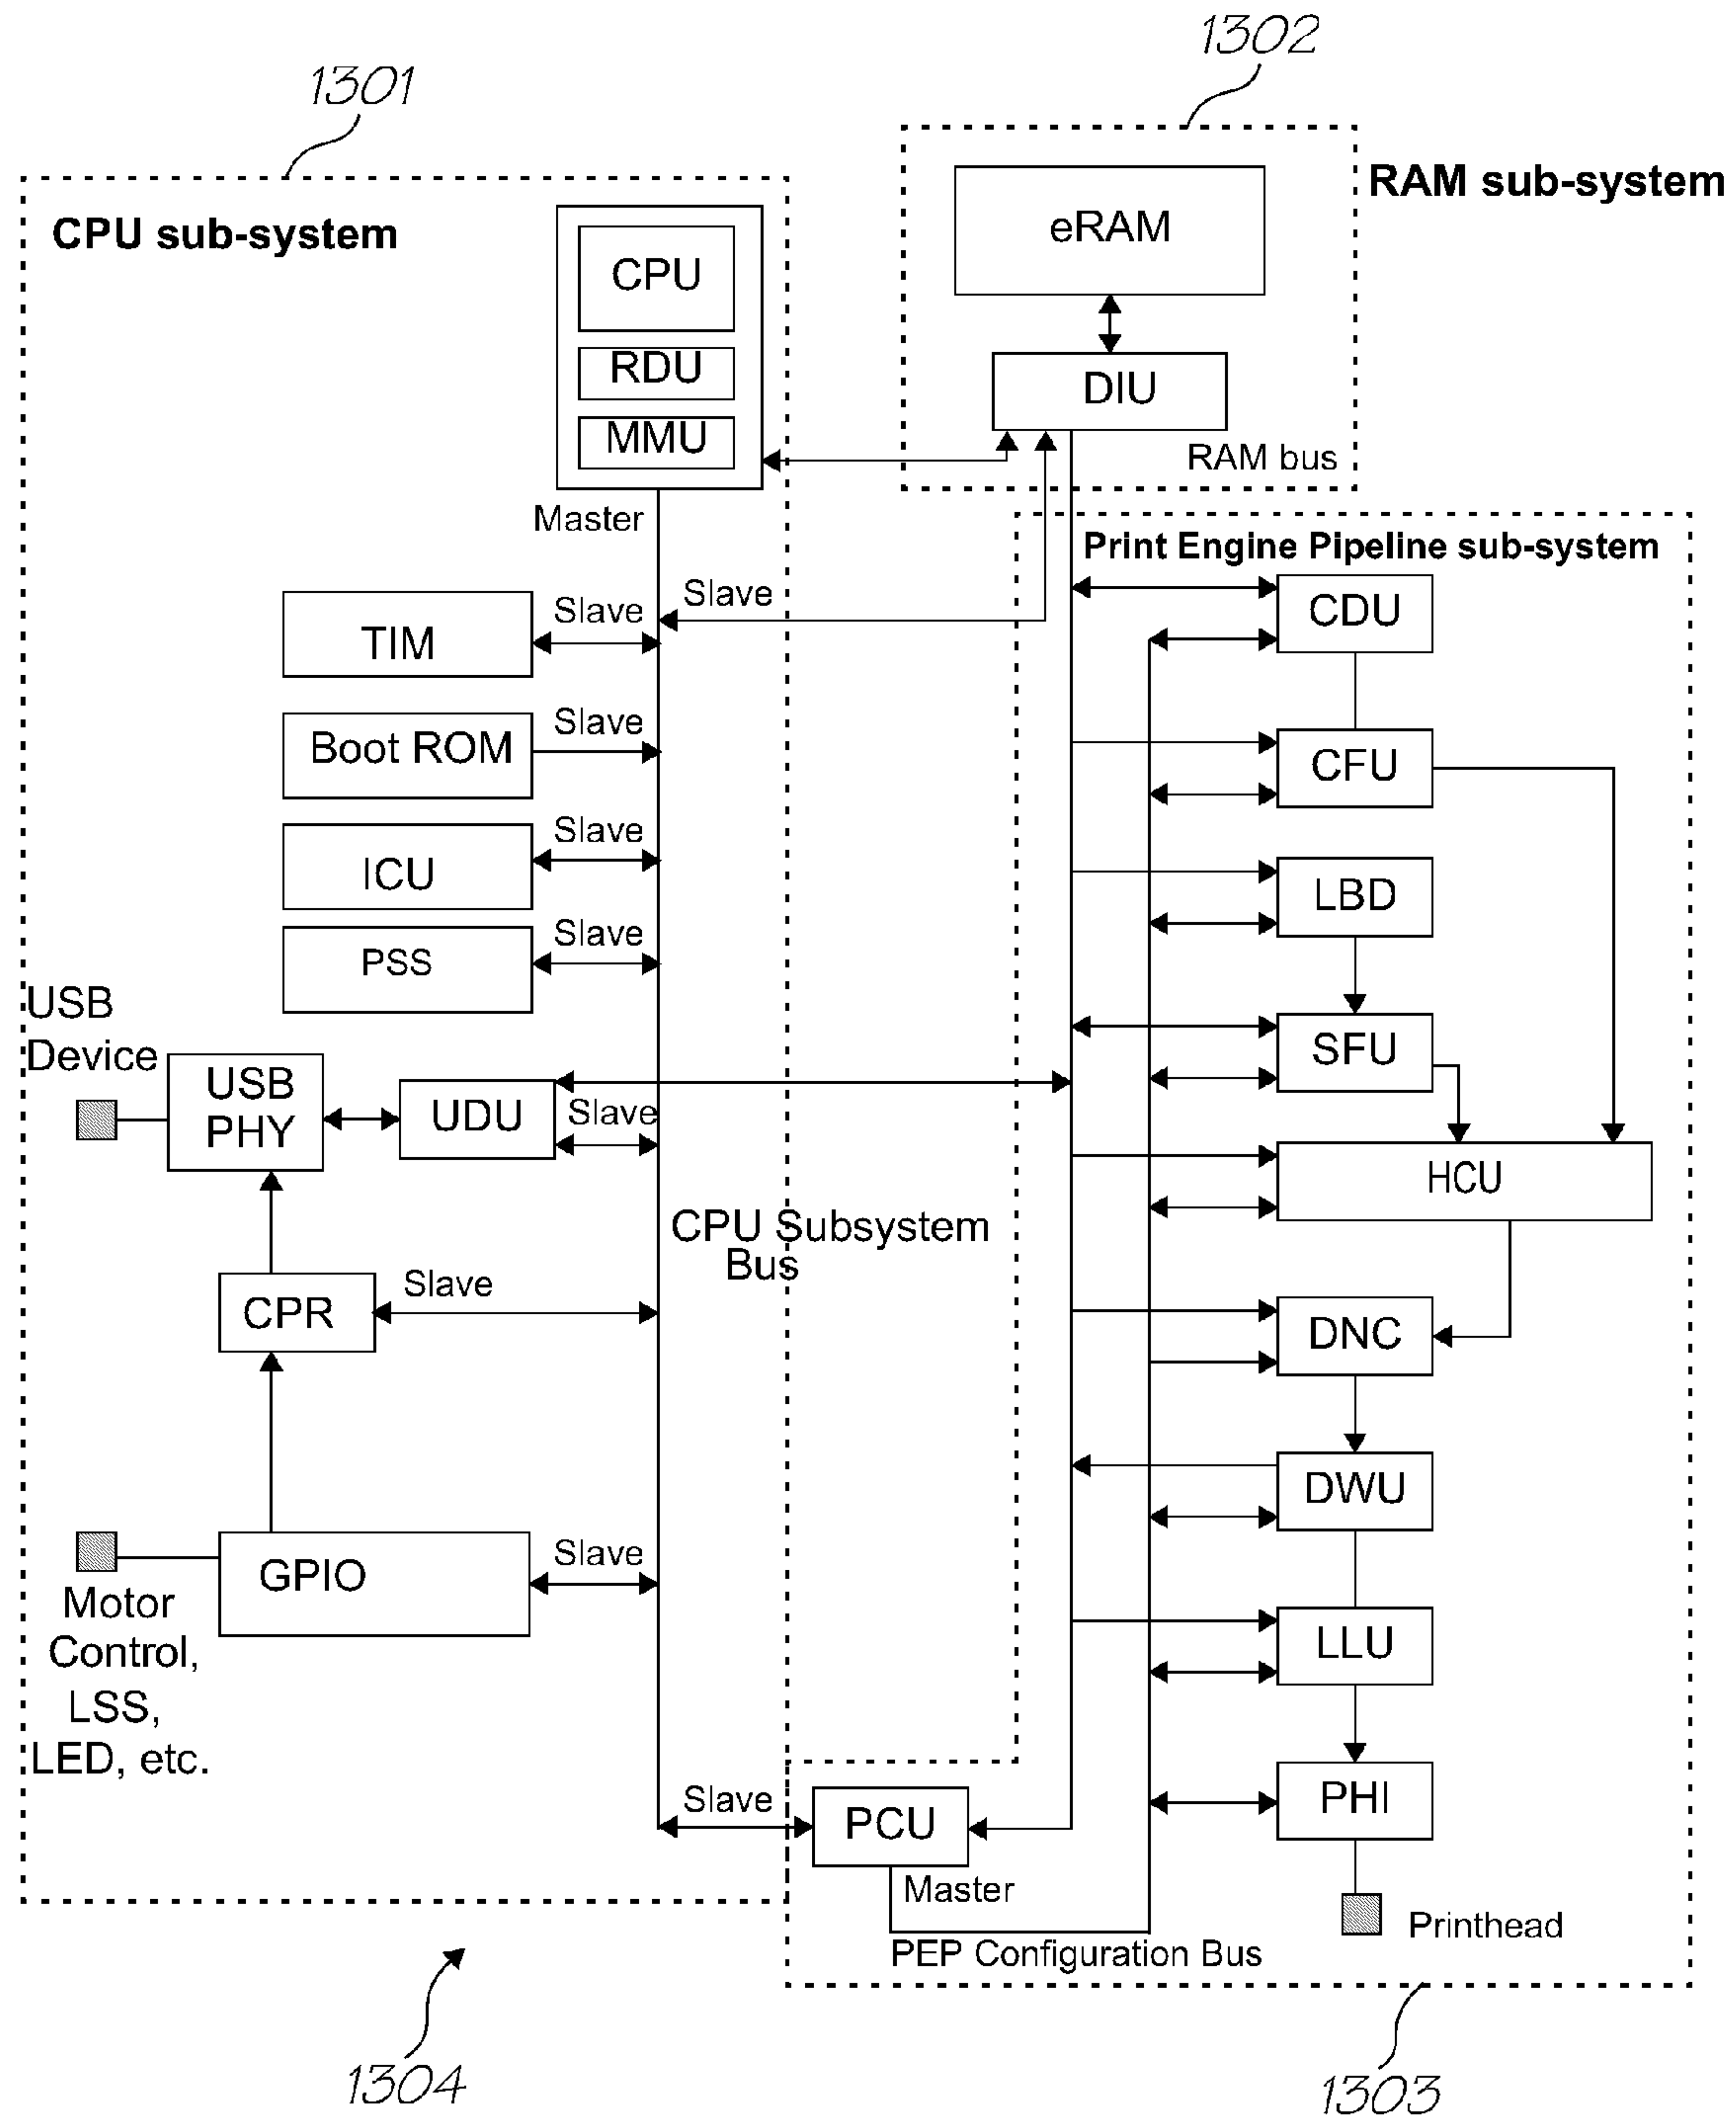 1302
1301
RAM sub-system
CPU sub-system
eRAM
CPU
RDU
DIU
MMU
RAM bus
Master
Print Engine Pipeline sub-system
Slave
Slave
CDU
TIM
Slave
Boot ROM
CFU
Slave
ICU
LBD
Slave
PSS
USB
Device
SFU
USB
PHY
UDU
Slave
HCU
CPU Subsystem
Bus
Slave
CPR
DNC
DWU
Slave
GPIO
Motor
Control,
LSS,
LED, etc.
LLU
Slave
PCU
PHI
Master
Printhead
PEP Configuration Bus
1304
1303